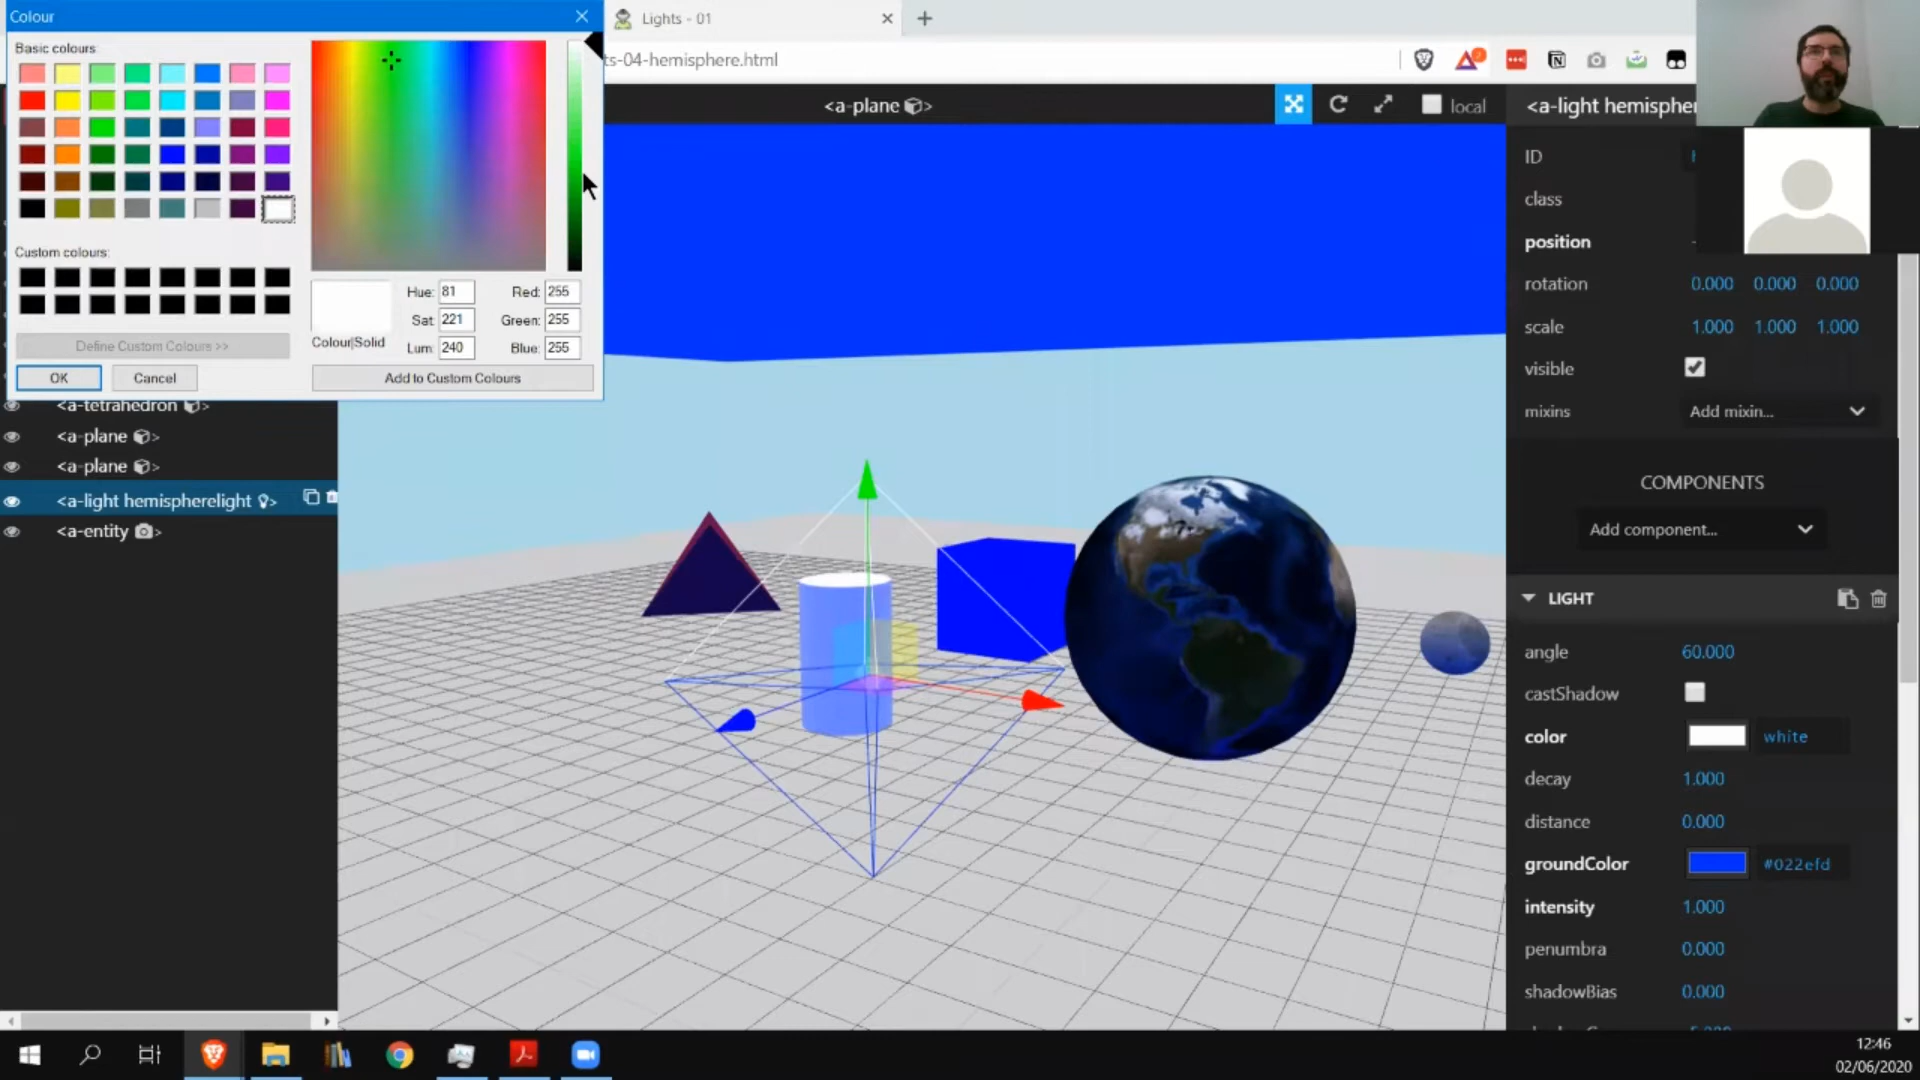 Colour
Basic colours:
Custom colours:
Define Custom Colours >>
OK
Cancel
Colour|Solid
Hue: 81
Sat: 221
Lum: 240
Red: 255
Green: 255
Blue: 255
Add to Custom Colours
Lights - 01
ts-04-hemisphere.html
<a-plane >
local
<a-light hemispher
<a-tetrahedron >
<a-plane >
<a-plane >
<a-light hemispherelight >
<a-entity >
ID
class
position
rotation 0.000 0.000 0.000
scale 1.000 1.000 1.000
visible
mixins Add mixin...
COMPONENTS
Add component...
LIGHT
angle 60.000
castShadow
color white
decay 1.000
distance 0.000
groundColor #022efd
intensity 1.000
penumbra 0.000
shadowBias 0.000
12:46
02/06/2020